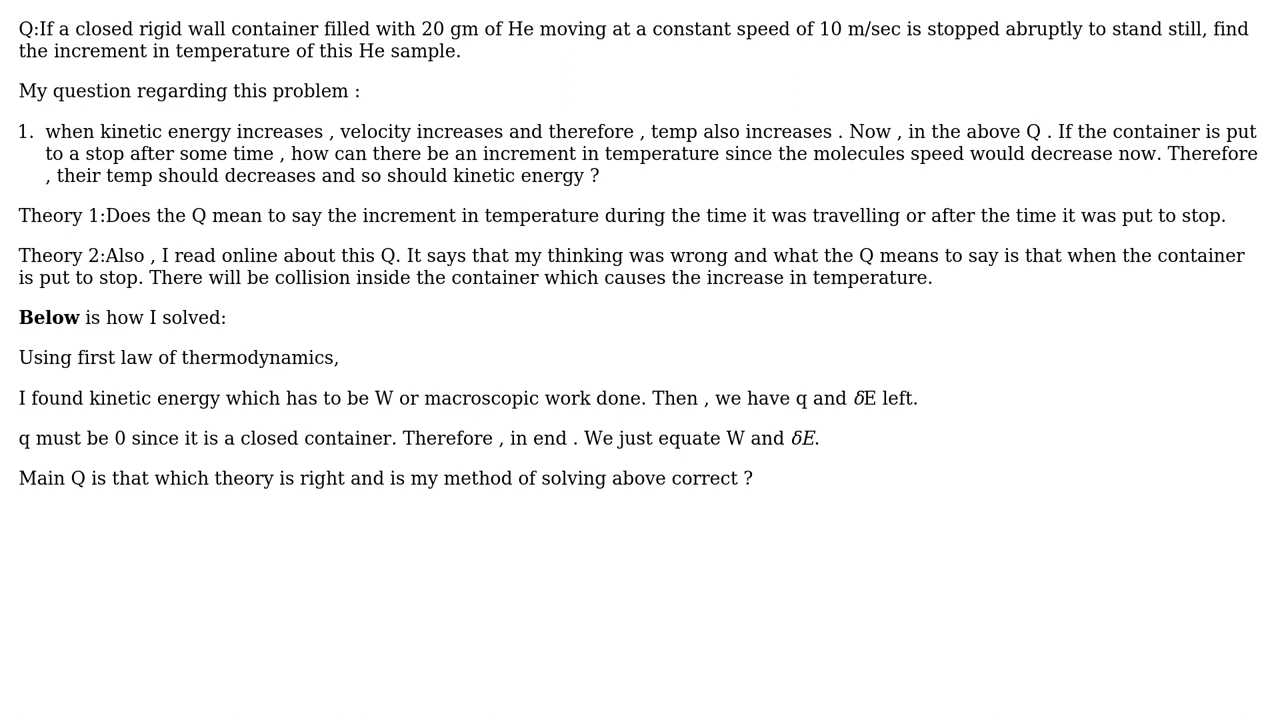 Q:If a closed rigid wall container filled with 20 gm of He moving at a constant speed of 10 m/sec is stopped abruptly to stand still, find
the increment in temperature of this He sample.
My question regarding this problem :
1. when kinetic energy increases , velocity increases and therefore , temp also increases . Now , in the above Q . If the container is put
to a stop after some time , how can there be an increment in temperature since the molecules speed would decrease now. Therefore
, their temp should decreases and so should kinetic energy ?
Theory 1:Does the Q mean to say the increment in temperature during the time it was travelling or after the time it was put to stop.
Theory 2:Also , I read online about this Q. It says that my thinking was wrong and what the Q means to say is that when the container
is put to stop. There will be collision inside the container which causes the increase in temperature.
Below is how I solved:
Using first law of thermodynamics,
I found kinetic energy which has to be W or macroscopic work done. Then , we have q and δE left.
q must be 0 since it is a closed container. Therefore , in end . We just equate W and δE.
Main Q is that which theory is right and is my method of solving above correct ?